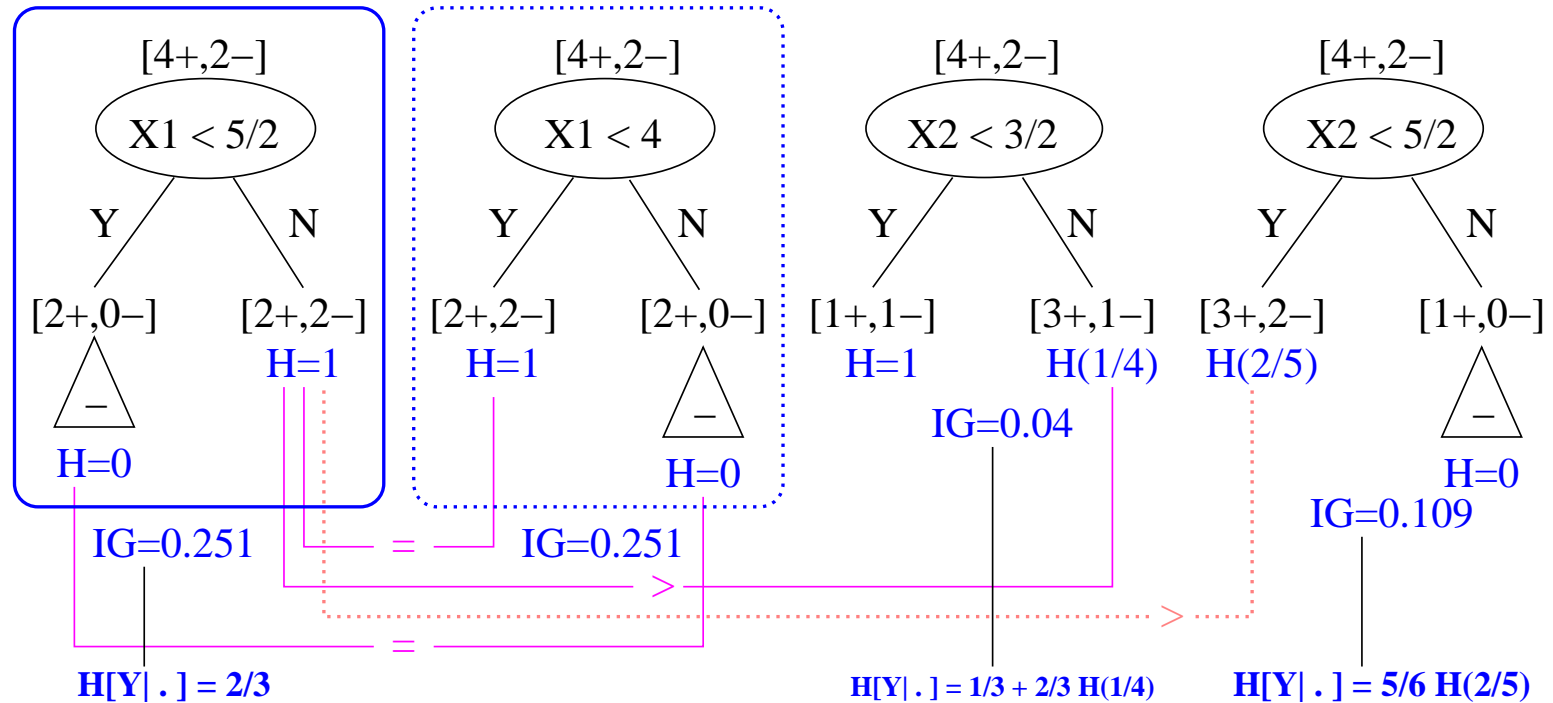 [4+,2−] [4+,2−] [4+,2−] [4+,2−]
X1 < 5/2 X1 < 4 X2 < 3/2 X2 < 5/2
Y N Y N Y N Y N
[2+,0−] [2+,2−] [2+,2−] [2+,0−] [1+,1−] [3+,1−] [3+,2−] [1+,0−]
H=1 H=1 H=1 H(1/4) H(2/5)
− − −
IG=0.04
H=0 H=0 H=0
IG=0.109
IG=0.251 = IG=0.251
>
>
=
H[Y| . ] = 2/3 H[Y| . ] = 1/3 + 2/3 H(1/4) H[Y| . ] = 5/6 H(2/5)